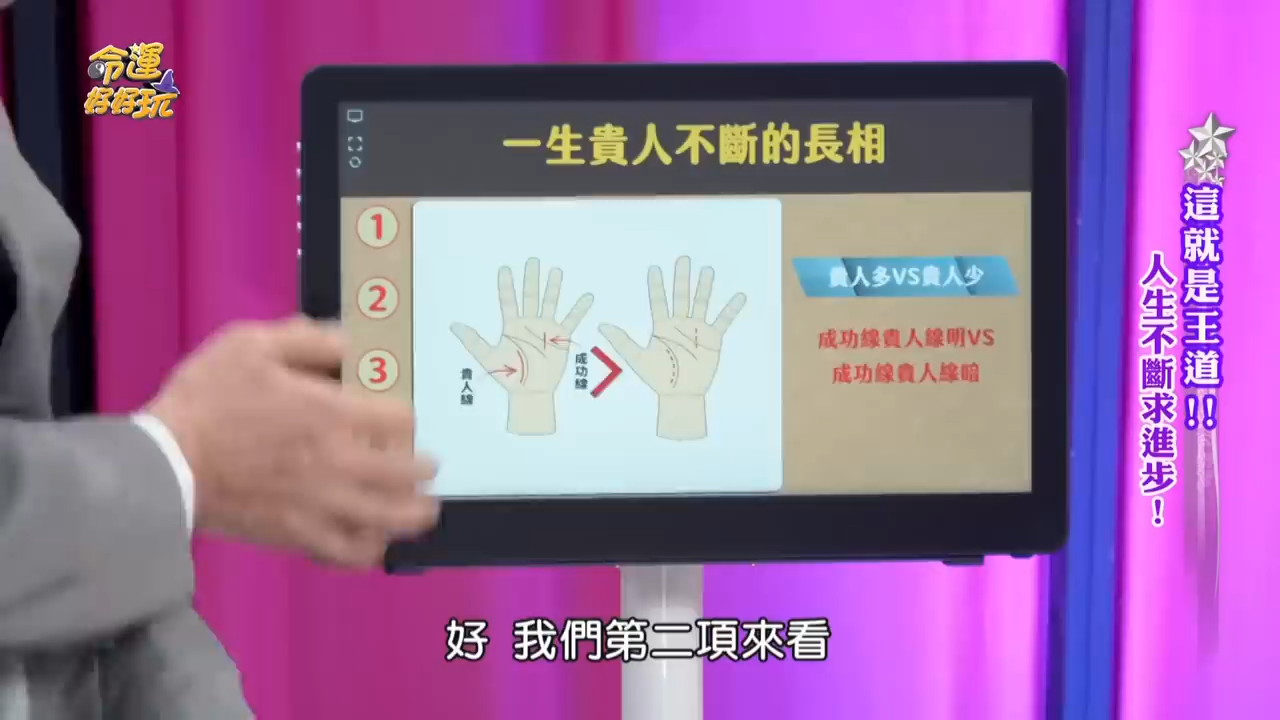 命運
好好玩
一生貴人不斷的長相
1
2
3
貴人線
成功線
貴人多VS貴人少
成功線貴人線明VS
成功線貴人線暗
這就是王道!!
人生不斷求進步!
好 我們第二項來看